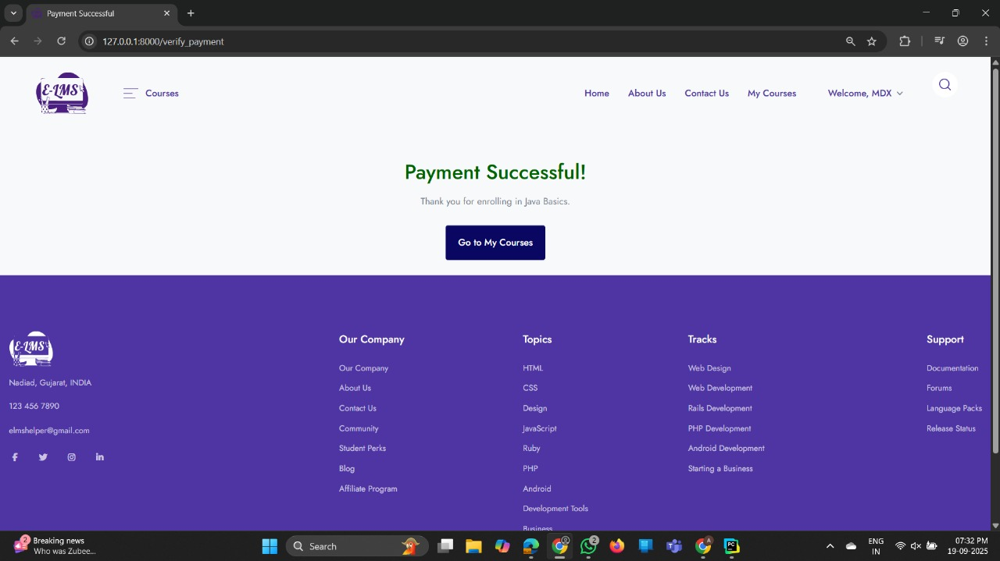 Payment Successful
127.0.0.1:8000/verify_payment
E-LMS
Courses
Home
About Us
Contact Us
My Courses
Welcome, MDX
Payment Successful!
Thank you for enrolling in Java Basics.
Go to My Courses
E-LMS
Nadiad, Gujarat, INDIA
123 456 7890
elmshelper@gmail.com
Our Company
Our Company
About Us
Contact Us
Community
Student Perks
Blog
Affiliate Program
Topics
HTML
CSS
Design
JavaScript
Ruby
PHP
Android
Development Tools
Business
Tracks
Web Design
Web Development
Rails Development
PHP Development
Android Development
Starting a Business
Support
Documentation
Forums
Language Packs
Release Status
2
Breaking news
Who was Zubee...
Search
2
A
PC
ENG
IN
07:32 PM
19-09-2025